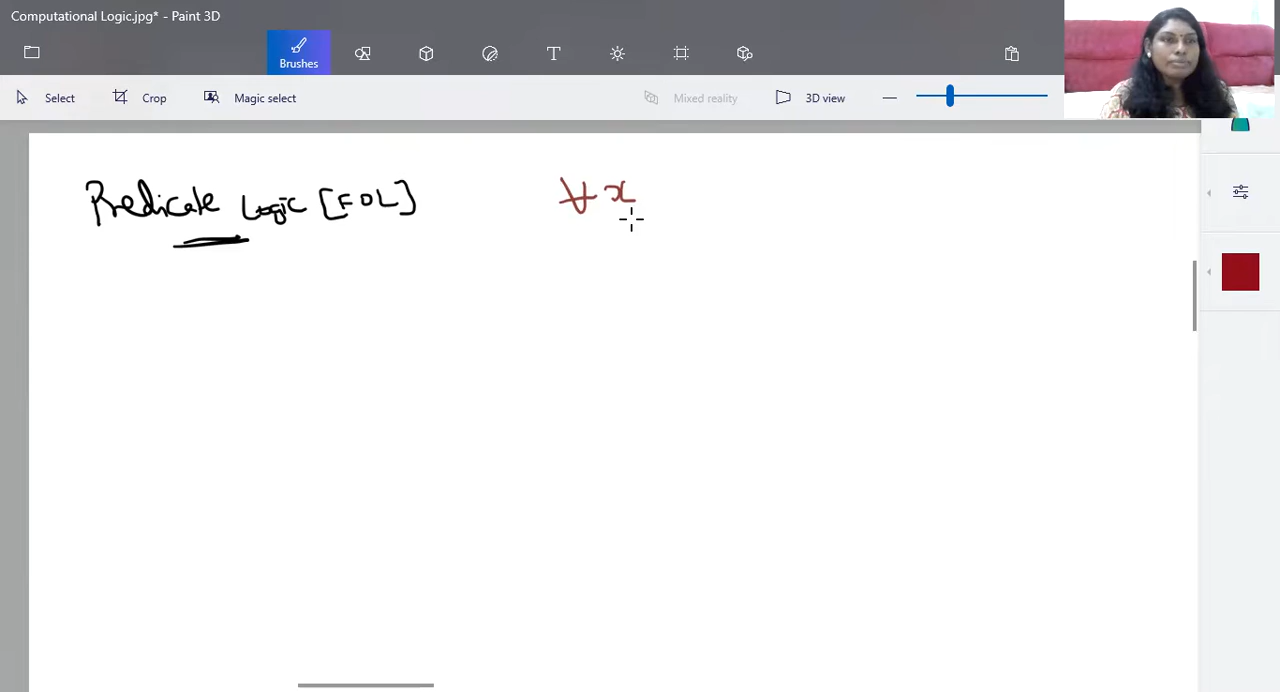 Computational Logic.jpg* - Paint 3D
Brushes
Select Crop Magic select Mixed reality 3D view
Predicate Logic [FOL] ∀x